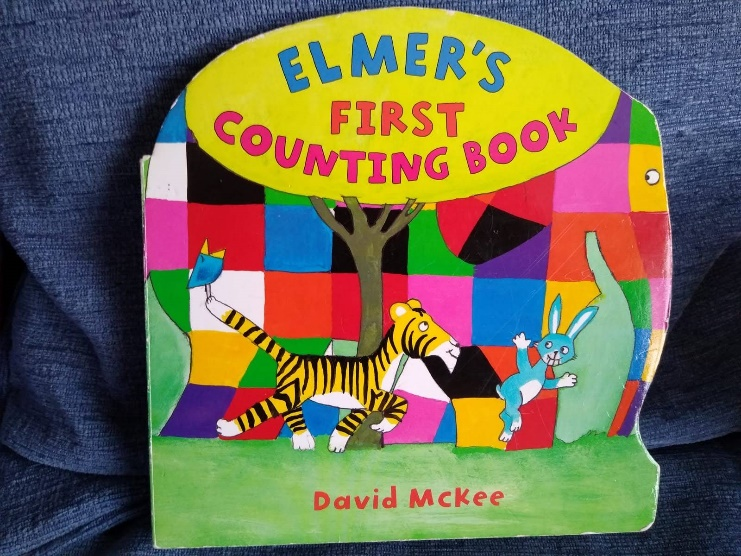 ELMER'S
FIRST
COUNTING BOOK
David McKee